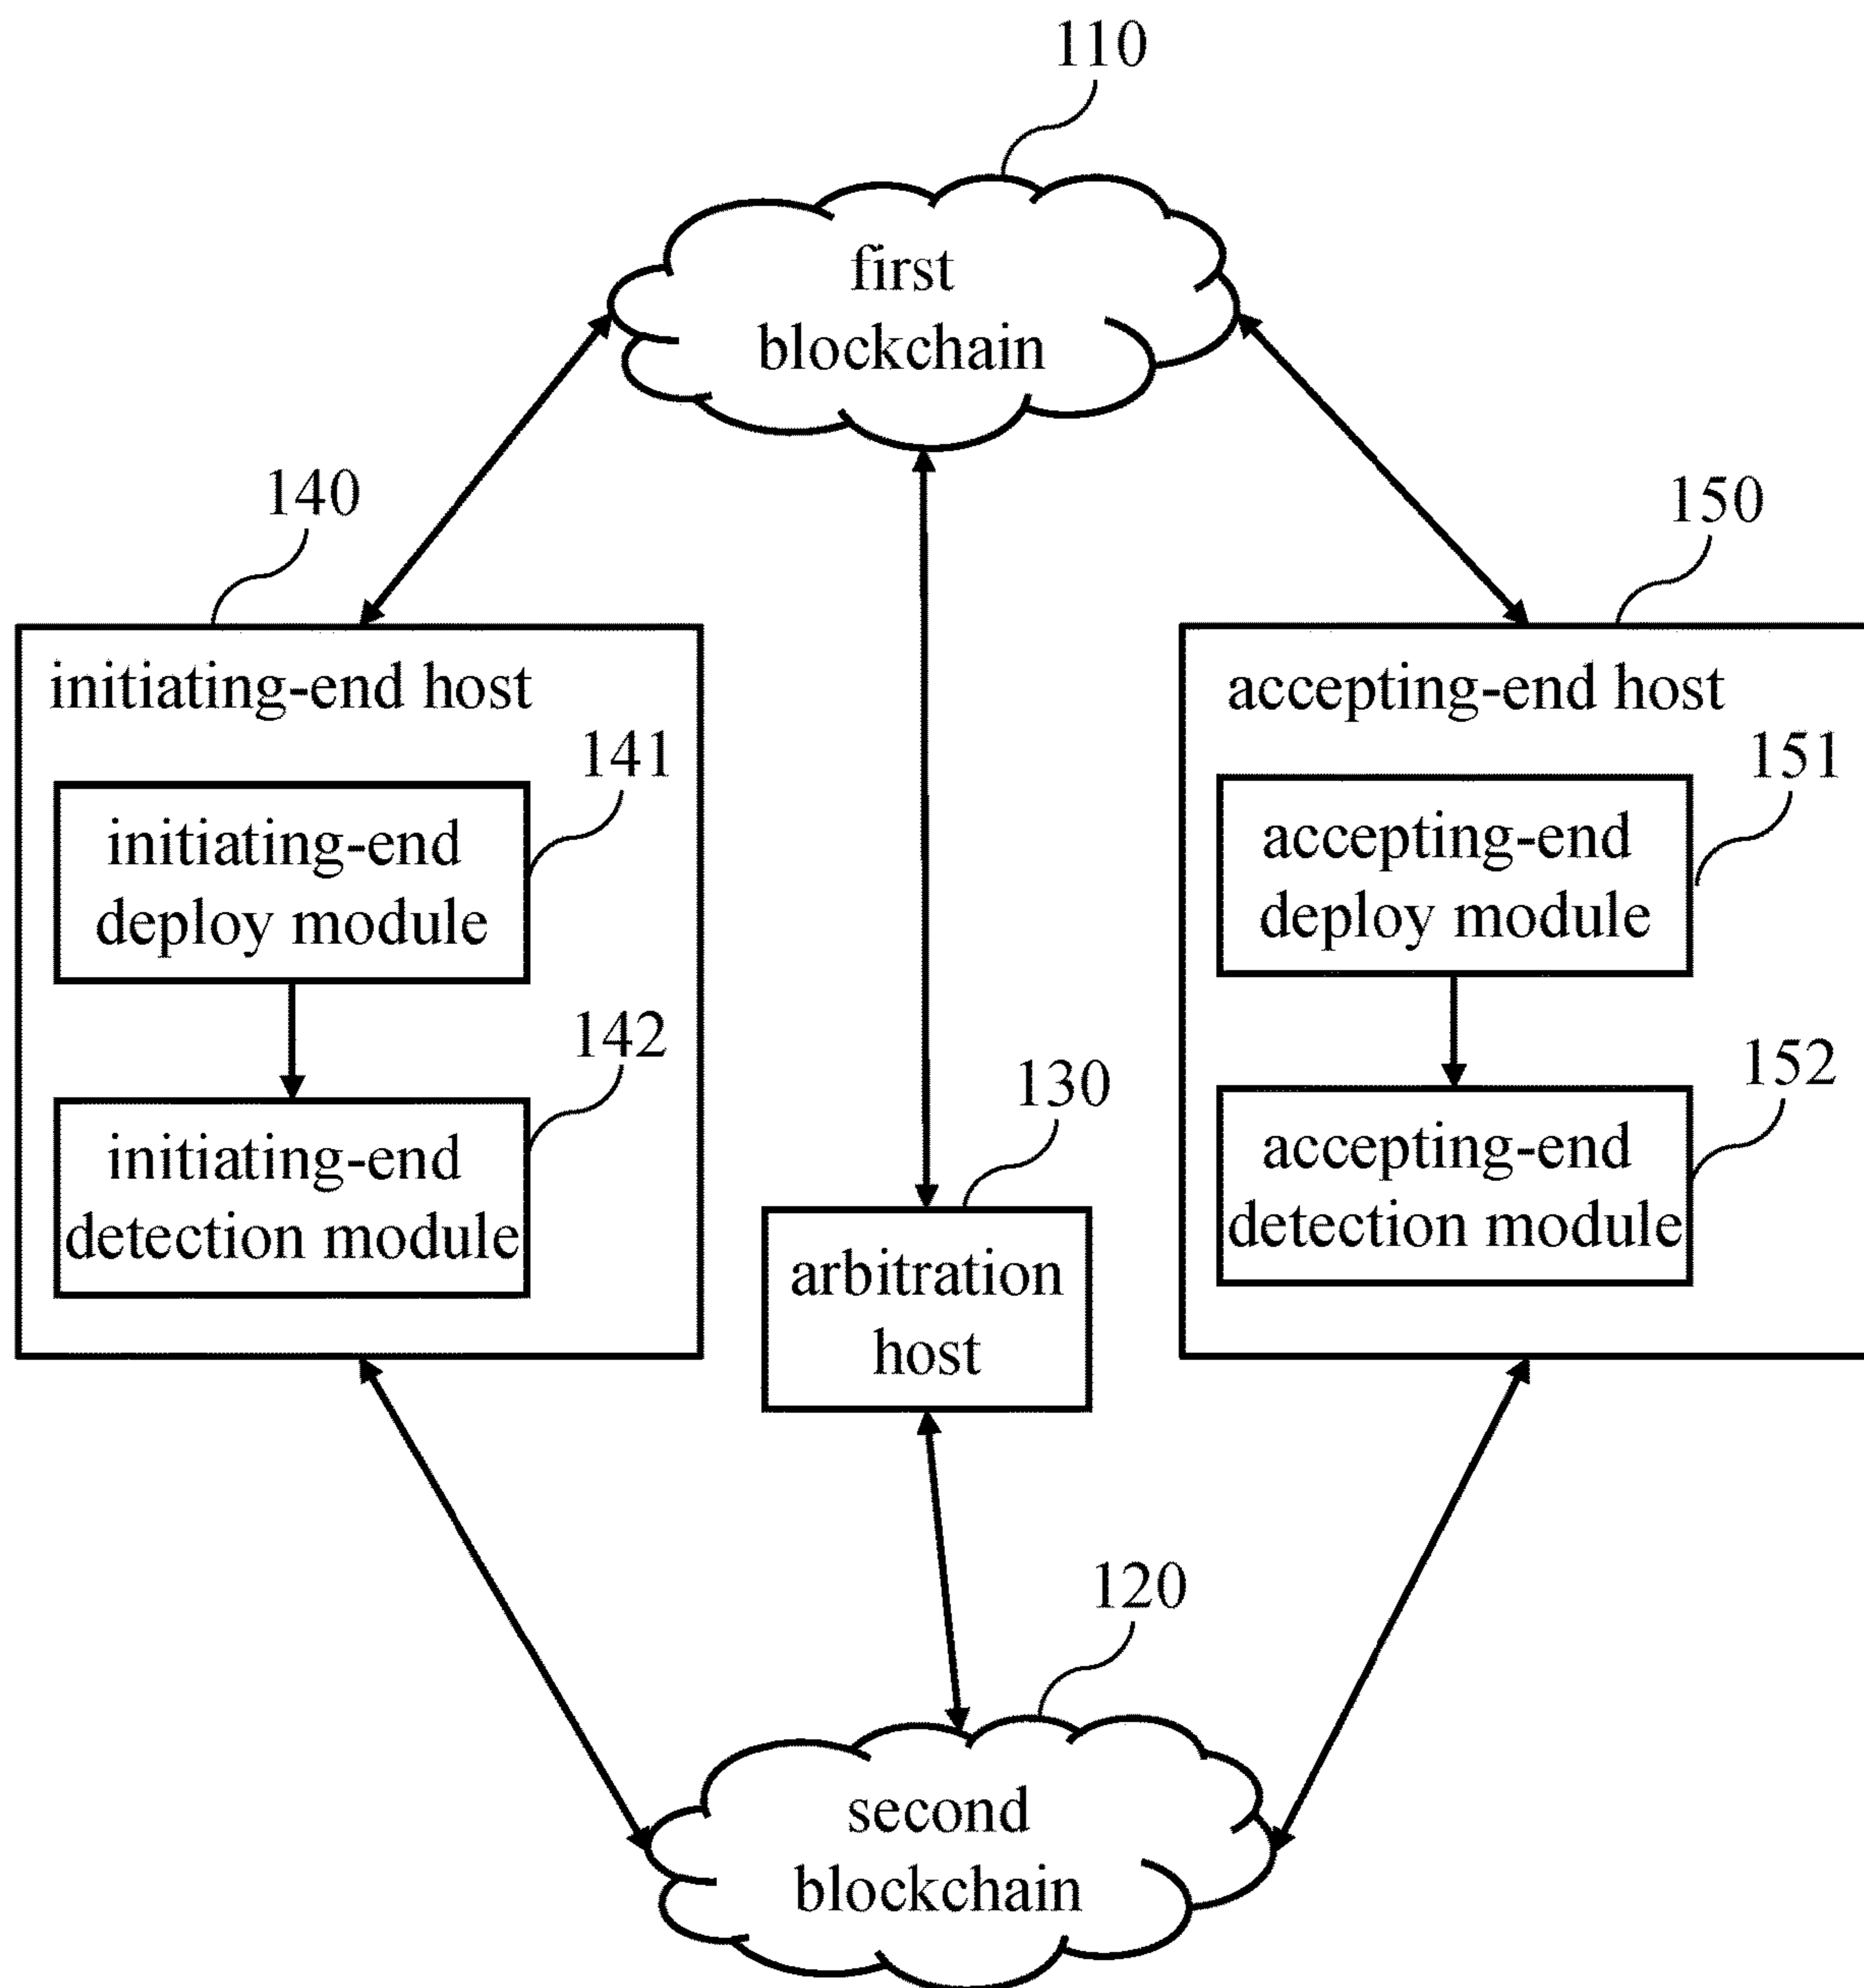 110
first
blockchain
140
150
initiating-end host
accepting-end host
141
151
initiating-end
deploy module
accepting-end
deploy module
142
152
130
initiating-end
detection module
accepting-end
detection module
arbitration
host
120
second
blockchain